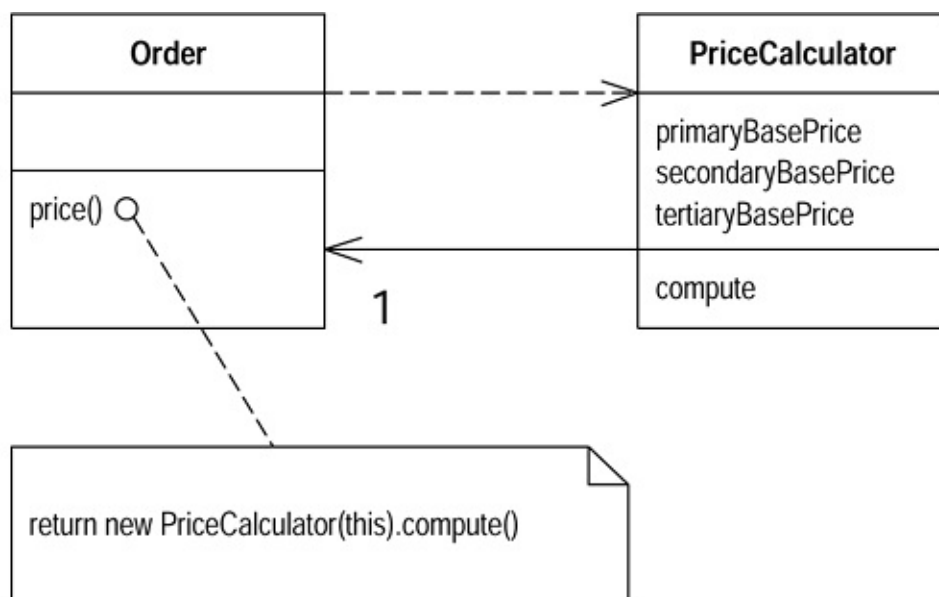 Order
PriceCalculator
primaryBasePrice
secondaryBasePrice
tertiaryBasePrice
price()
1
compute
return new PriceCalculator(this).compute()